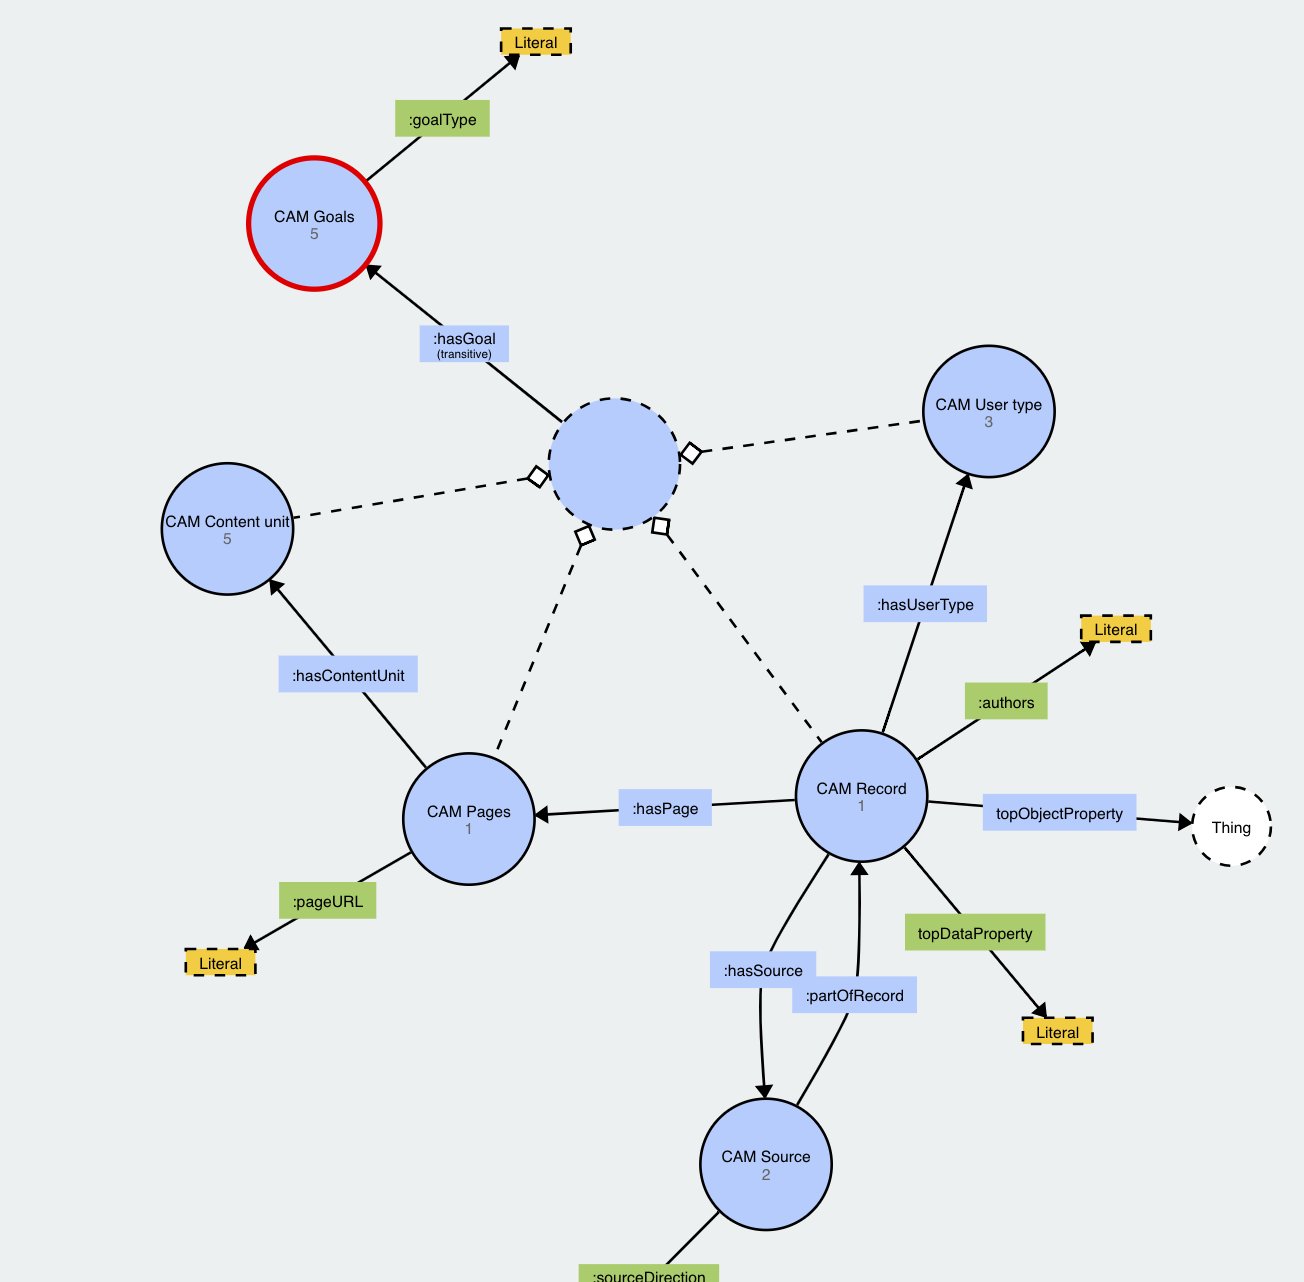 Literal
:goalType
CAM Goals
5
:hasGoal
(transitive)
CAM User type
3
CAM Content unit
5
:hasUserType
Literal
:hasContentUnit
:authors
CAM Record
1
CAM Pages
1
:hasPage
topObjectProperty
Thing
:pageURL
topDataProperty
Literal
:hasSource
:partOfRecord
Literal
CAM Source
2
:sourceDirection